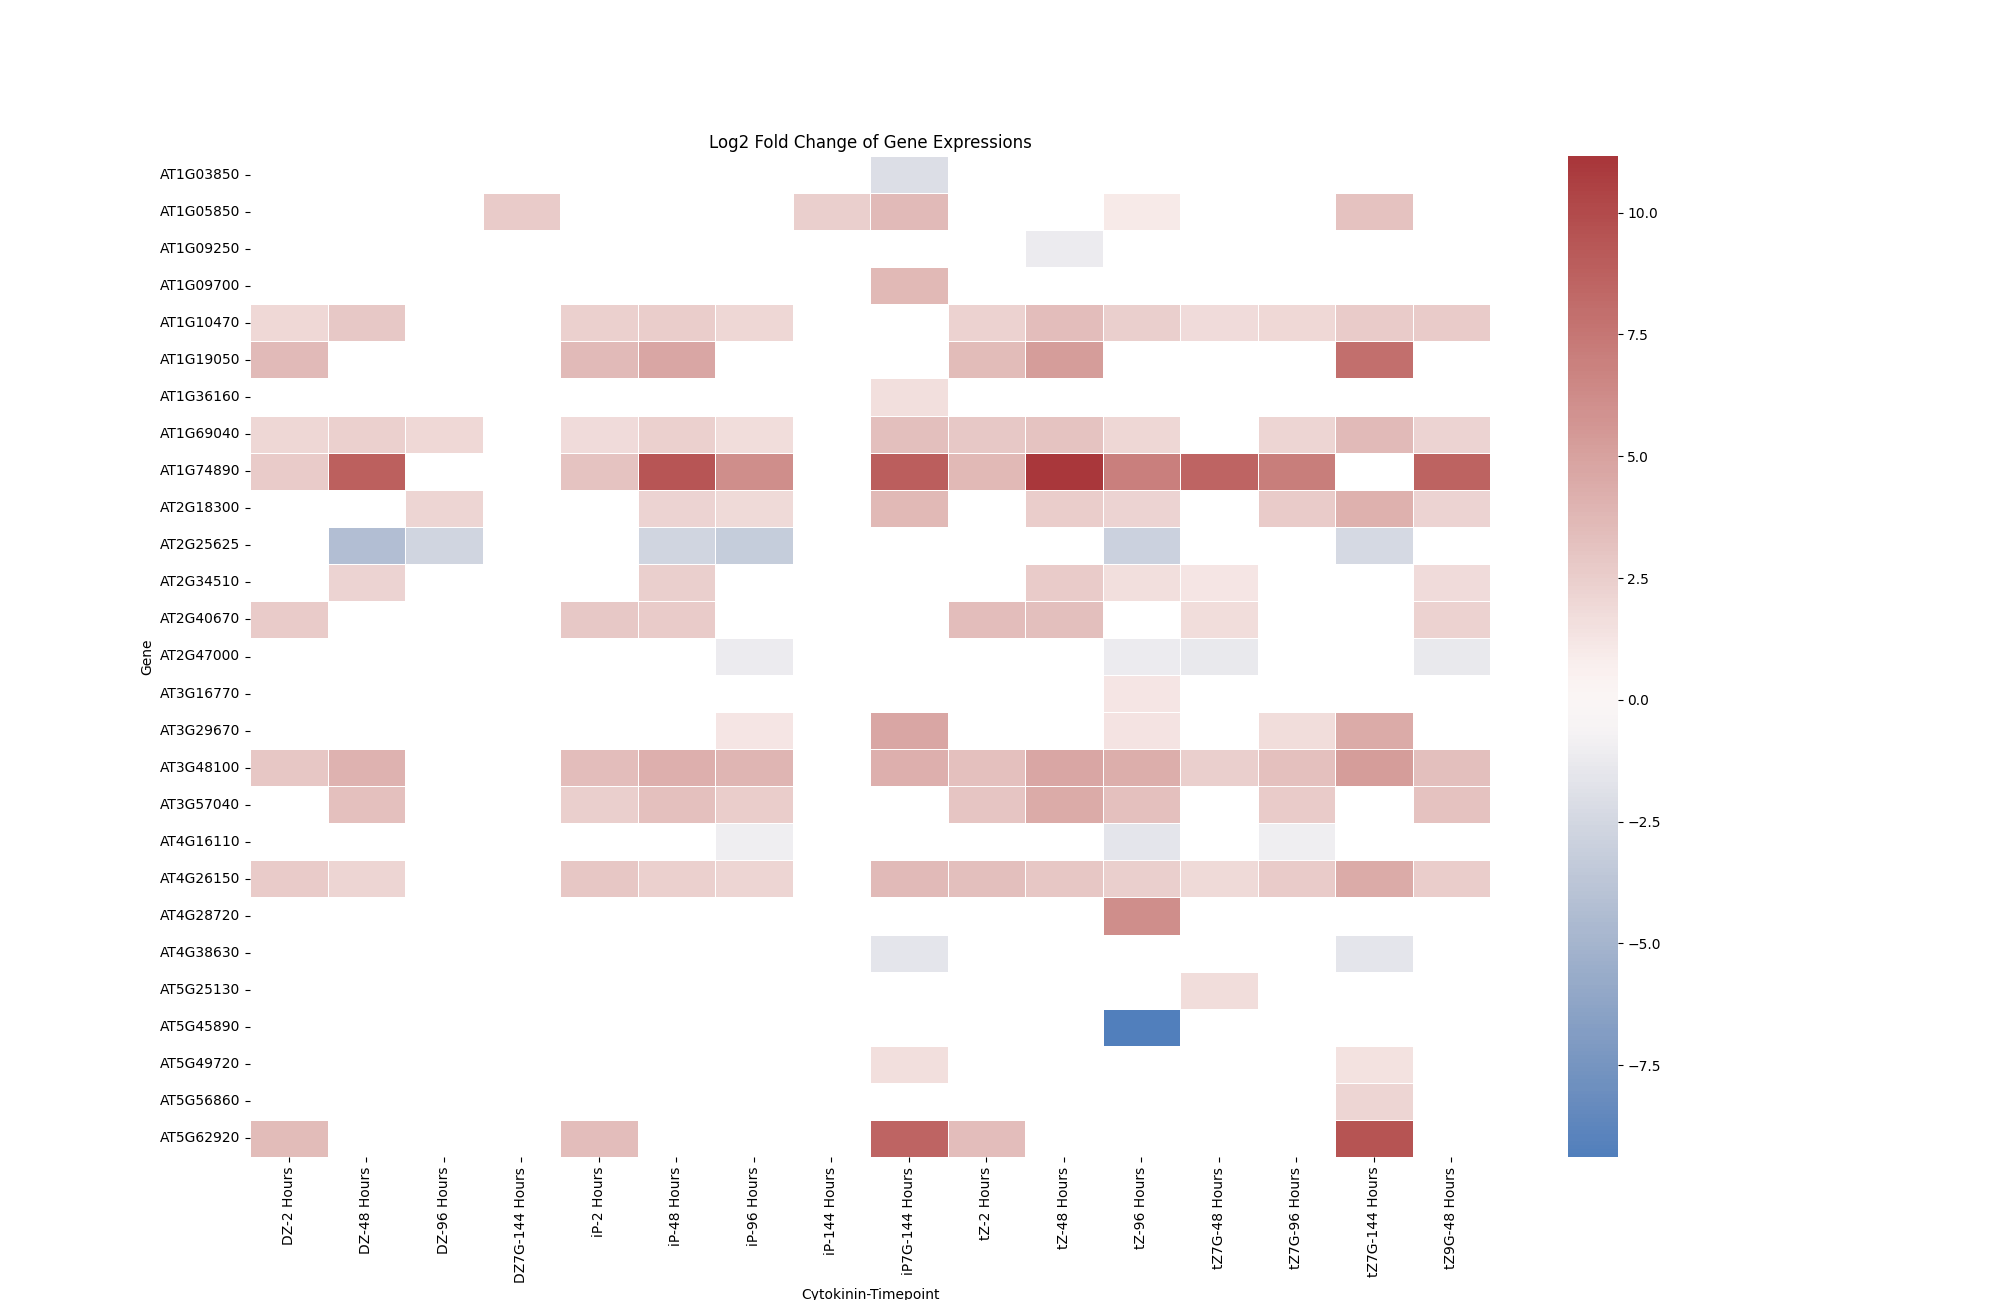 Log2 Fold Change of Gene Expressions
AT1G03850
AT1G05850
AT1G09250
AT1G09700
AT1G10470
AT1G19050
AT1G36160
AT1G69040
AT1G74890
AT2G18300
AT2G25625
AT2G34510
AT2G40670
AT2G47000
AT3G16770
AT3G29670
AT3G48100
AT3G57040
AT4G16110
AT4G26150
AT4G28720
AT4G38630
AT5G25130
AT5G45890
AT5G49720
AT5G56860
AT5G62920
Gene
DZ-2 Hours
DZ-48 Hours
DZ-96 Hours
DZ7G-144 Hours
iP-2 Hours
iP-48 Hours
iP-96 Hours
iP-144 Hours
iP7G-144 Hours
tZ-2 Hours
tZ-48 Hours
tZ-96 Hours
tZ7G-48 Hours
tZ7G-96 Hours
tZ7G-144 Hours
tZ9G-48 Hours
Cytokinin-Timepoint
10.0
7.5
5.0
2.5
0.0
−2.5
−5.0
−7.5